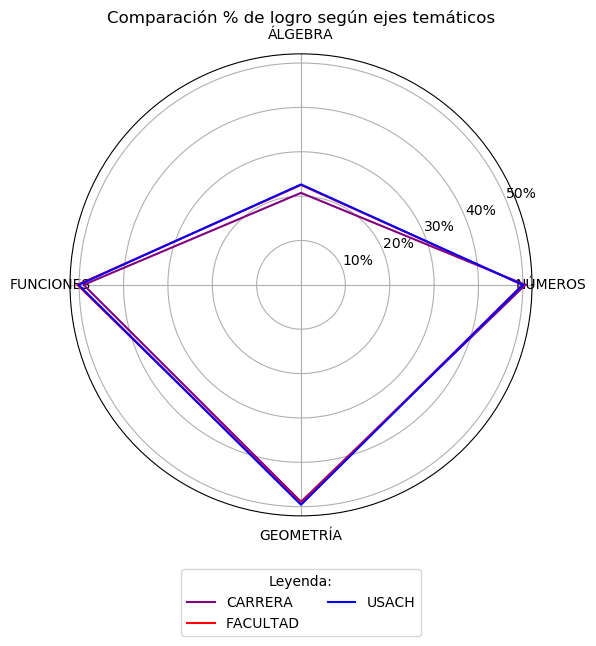 Comparación % de logro según ejes temáticos
ÁLGEBRA
50%
40%
30%
20%
10%
FUNCIONES
NÚMEROS
GEOMETRÍA
Leyenda:
CARRERA
USACH
FACULTAD